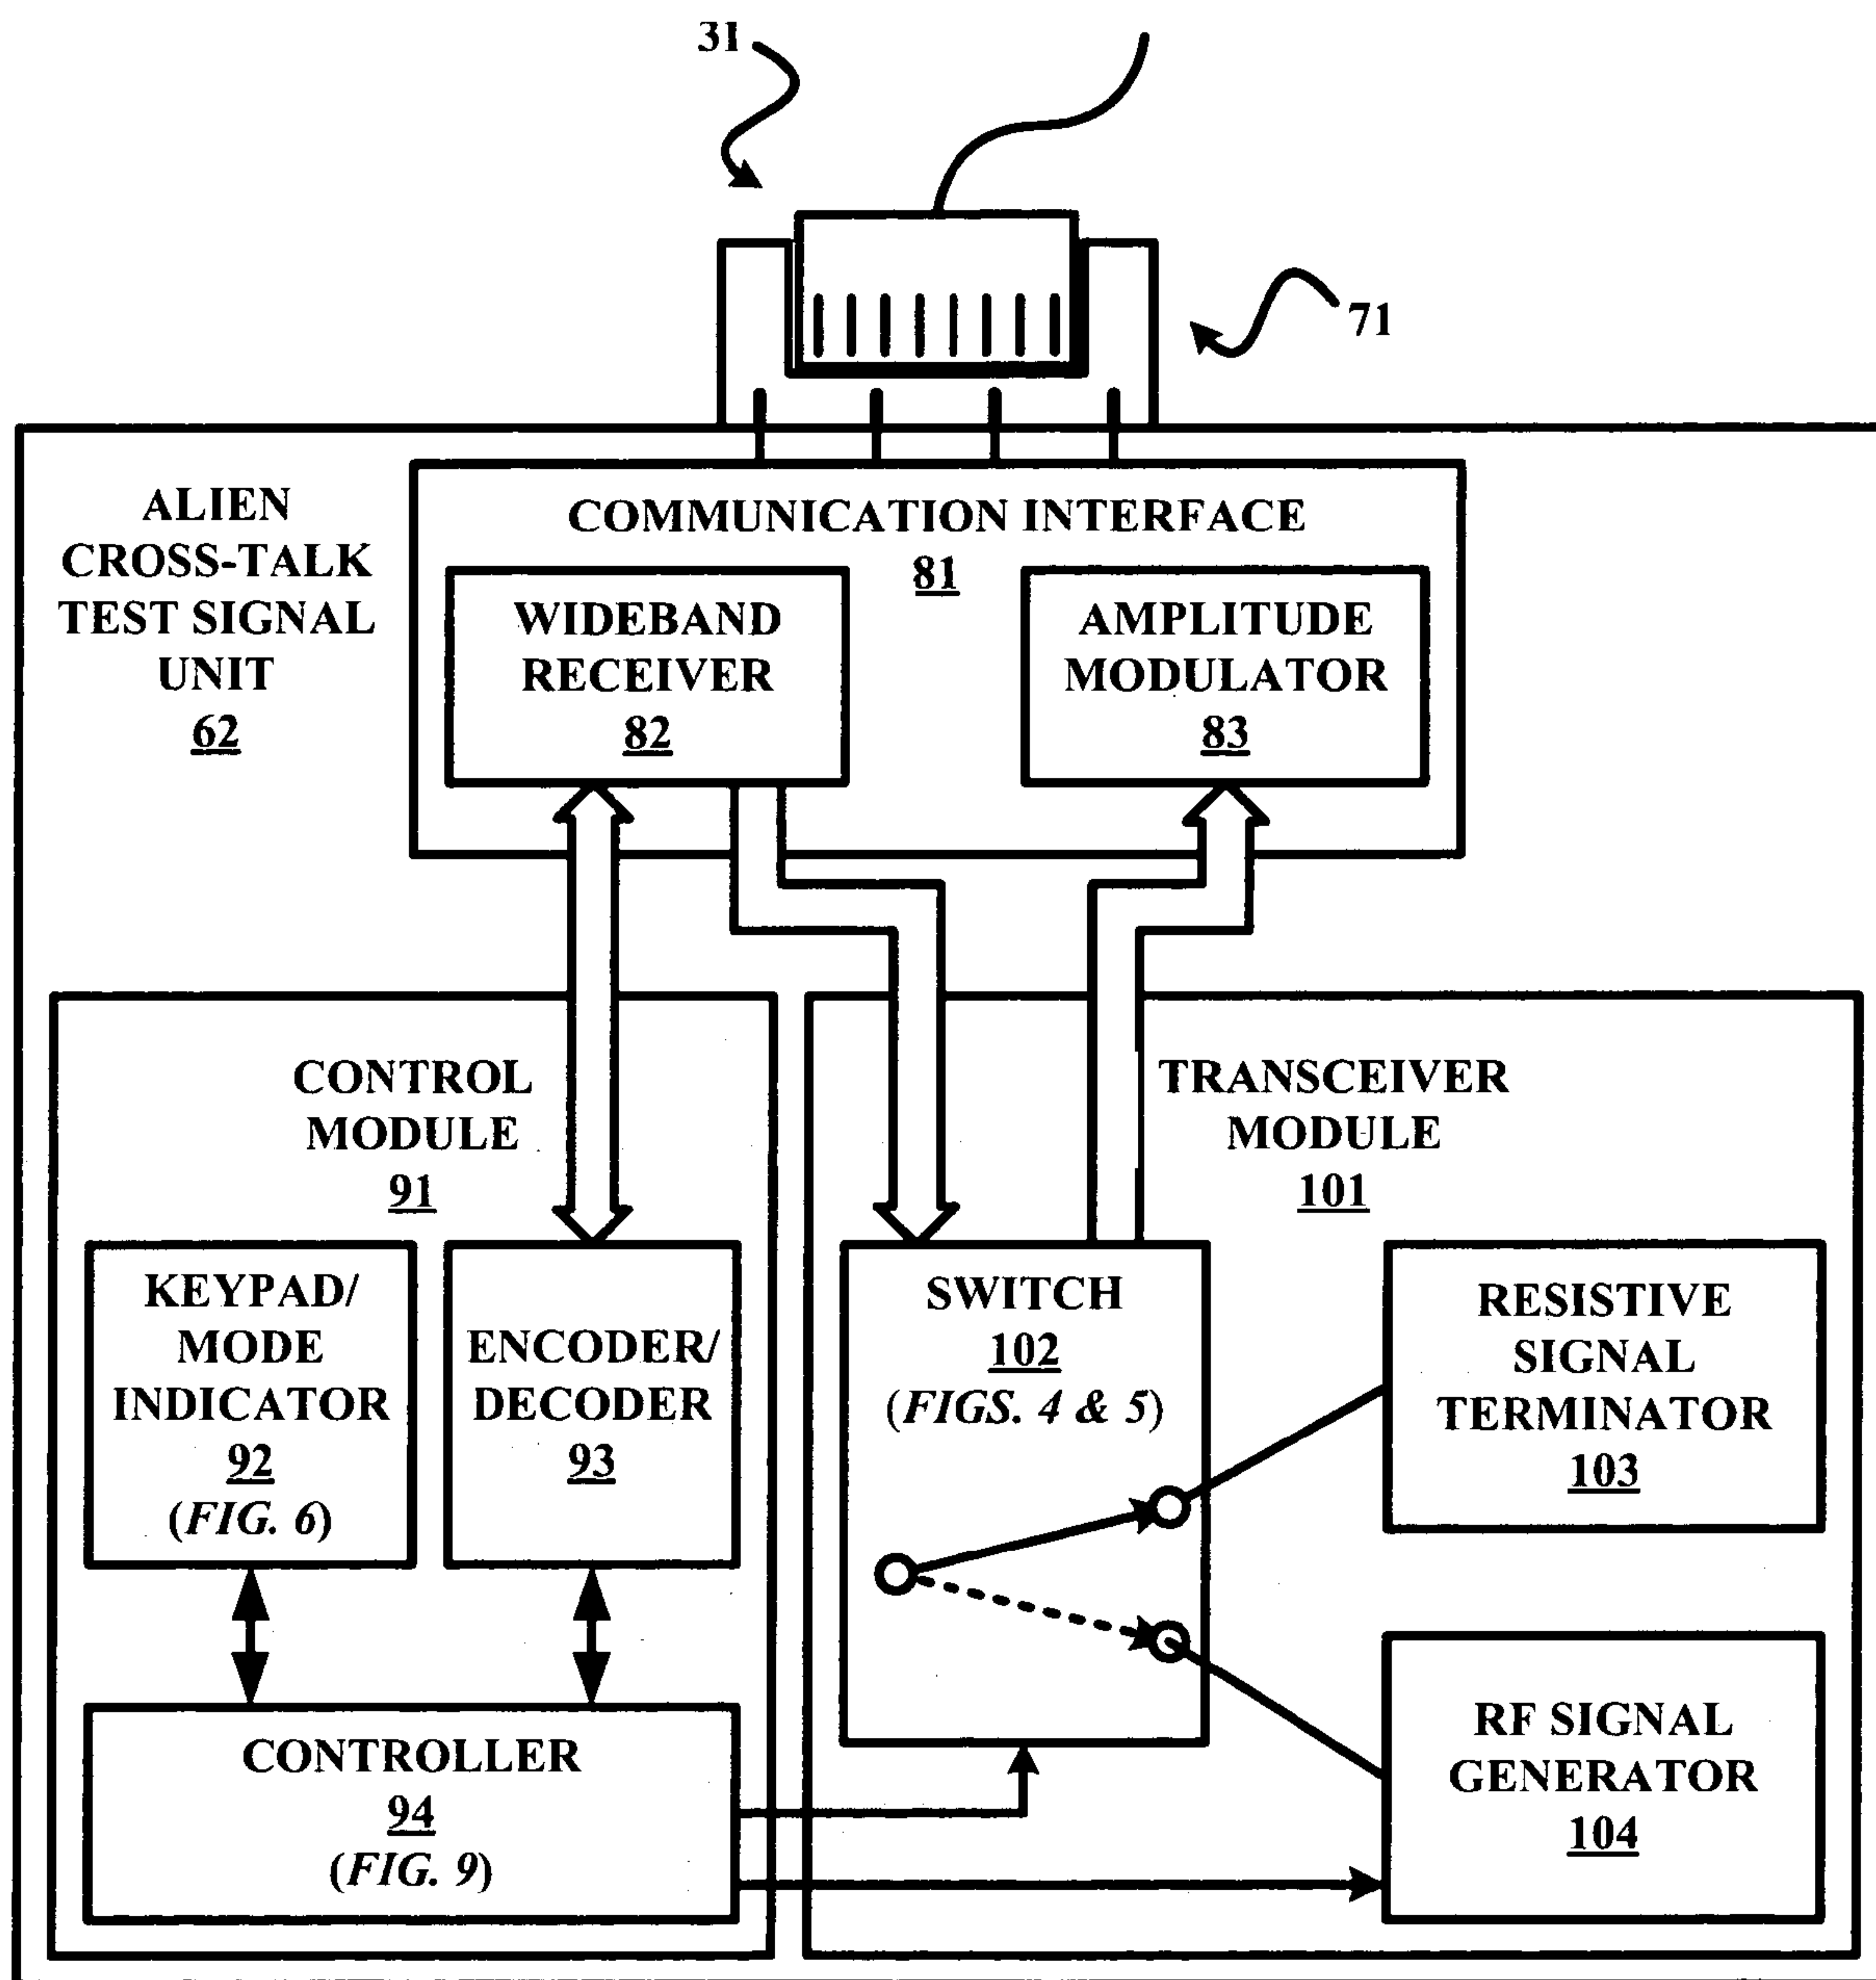 31
71
ALIEN
CROSS-TALK
TEST SIGNAL
UNIT
62
COMMUNICATION INTERFACE
81
WIDEBAND
RECEIVER
82
AMPLITUDE
MODULATOR
83
CONTROL
MODULE
91
TRANSCEIVER
MODULE
101
KEYPAD/
MODE
INDICATOR
92
(FIG. 6)
ENCODER/
DECODER
93
SWITCH
102
(FIGS. 4 & 5)
RESISTIVE
SIGNAL
TERMINATOR
103
CONTROLLER
94
(FIG. 9)
RF SIGNAL
GENERATOR
104